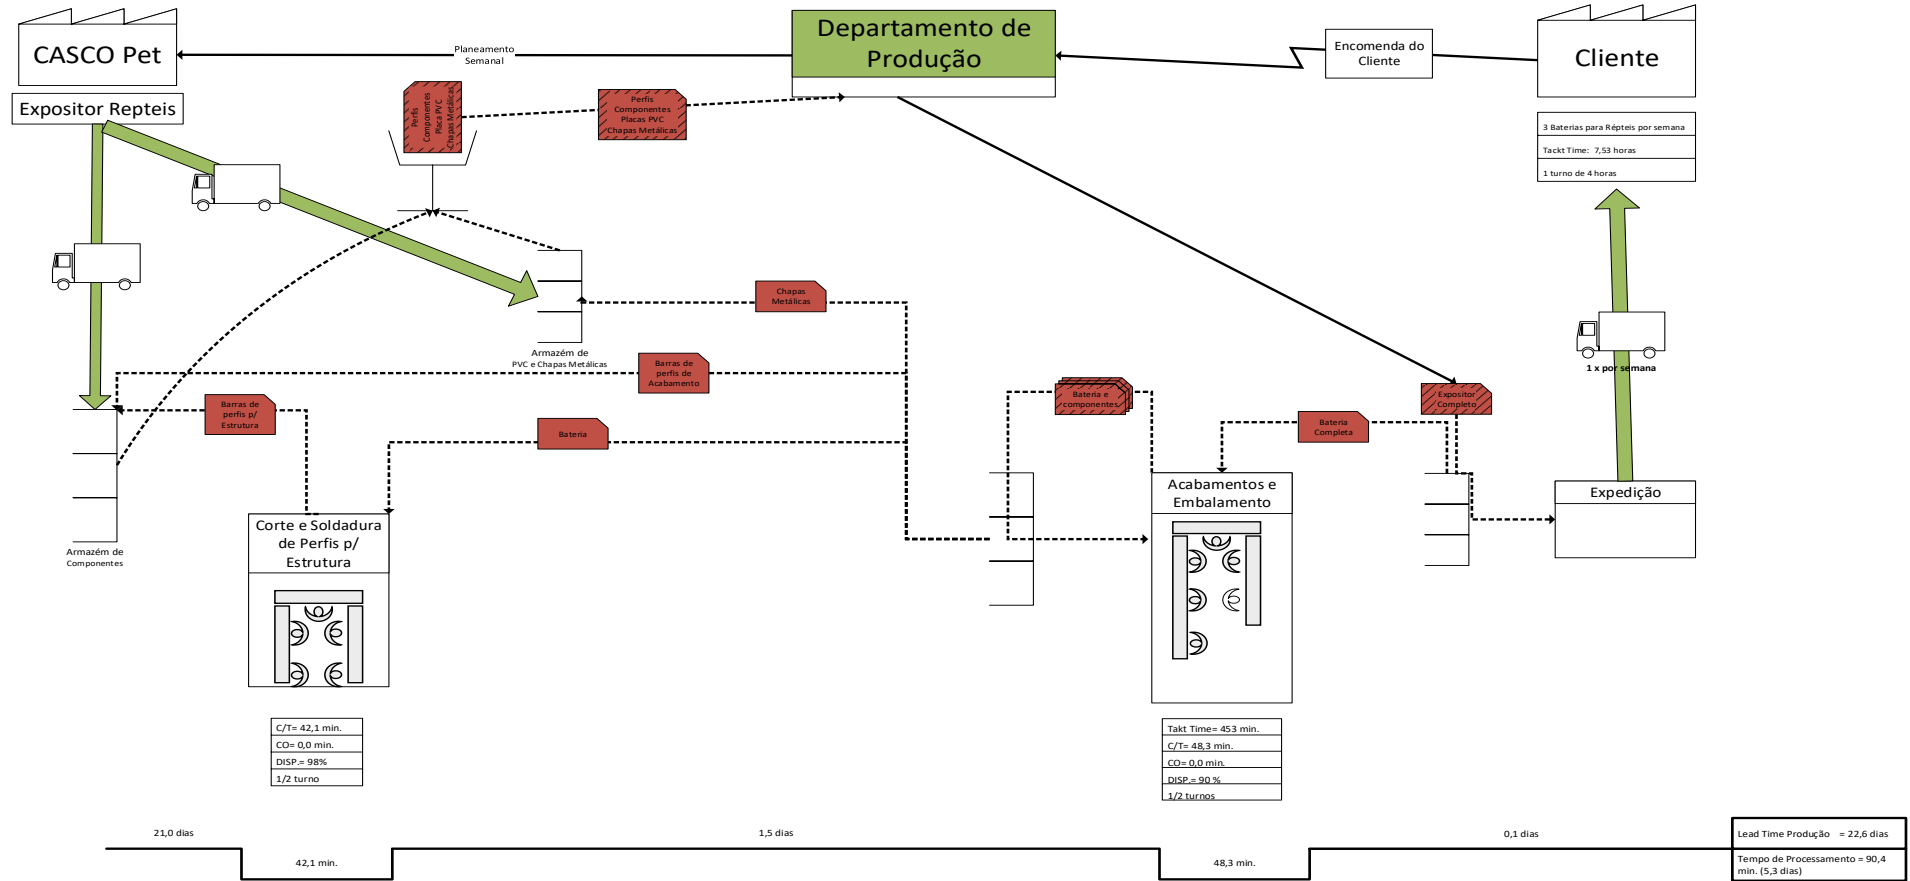 CASCO Pet
Expositor Repteis
Planeamento
Semanal
Departamento de
Produção
Encomenda do
Cliente
Cliente
3 Baterias para Répteis por semana
Tackt Time: 7,53 horas
1 turno de 4 horas
Perfis
Componentes
Placa PVC
Chapas Metálicas
Perfis
Componentes
Placas PVC
Chapas Metálicas
Chapas
Metálicas
Armazém de
PVC e Chapas Metálicas
Barras de
perfis de
Acabamento
Barras de
perfis p/
Estrutura
Bateria
Bateria e
componentes
Bateria
Completa
Expositor
Completo
1 x por semana
Armazém de
Componentes
Corte e Soldadura
de Perfis p/
Estrutura
Acabamentos e
Embalamento
Expedição
C/T= 42,1 min.
CO= 0,0 min.
DISP.= 98%
1/2 turno
Takt Time= 453 min.
C/T= 48,3 min.
CO= 0,0 min.
DISP.= 90 %
1/2 turnos
21,0 dias
42,1 min.
1,5 dias
48,3 min.
0,1 dias
Lead Time Produção = 22,6 dias
Tempo de Processamento = 90,4
min. (5,3 dias)